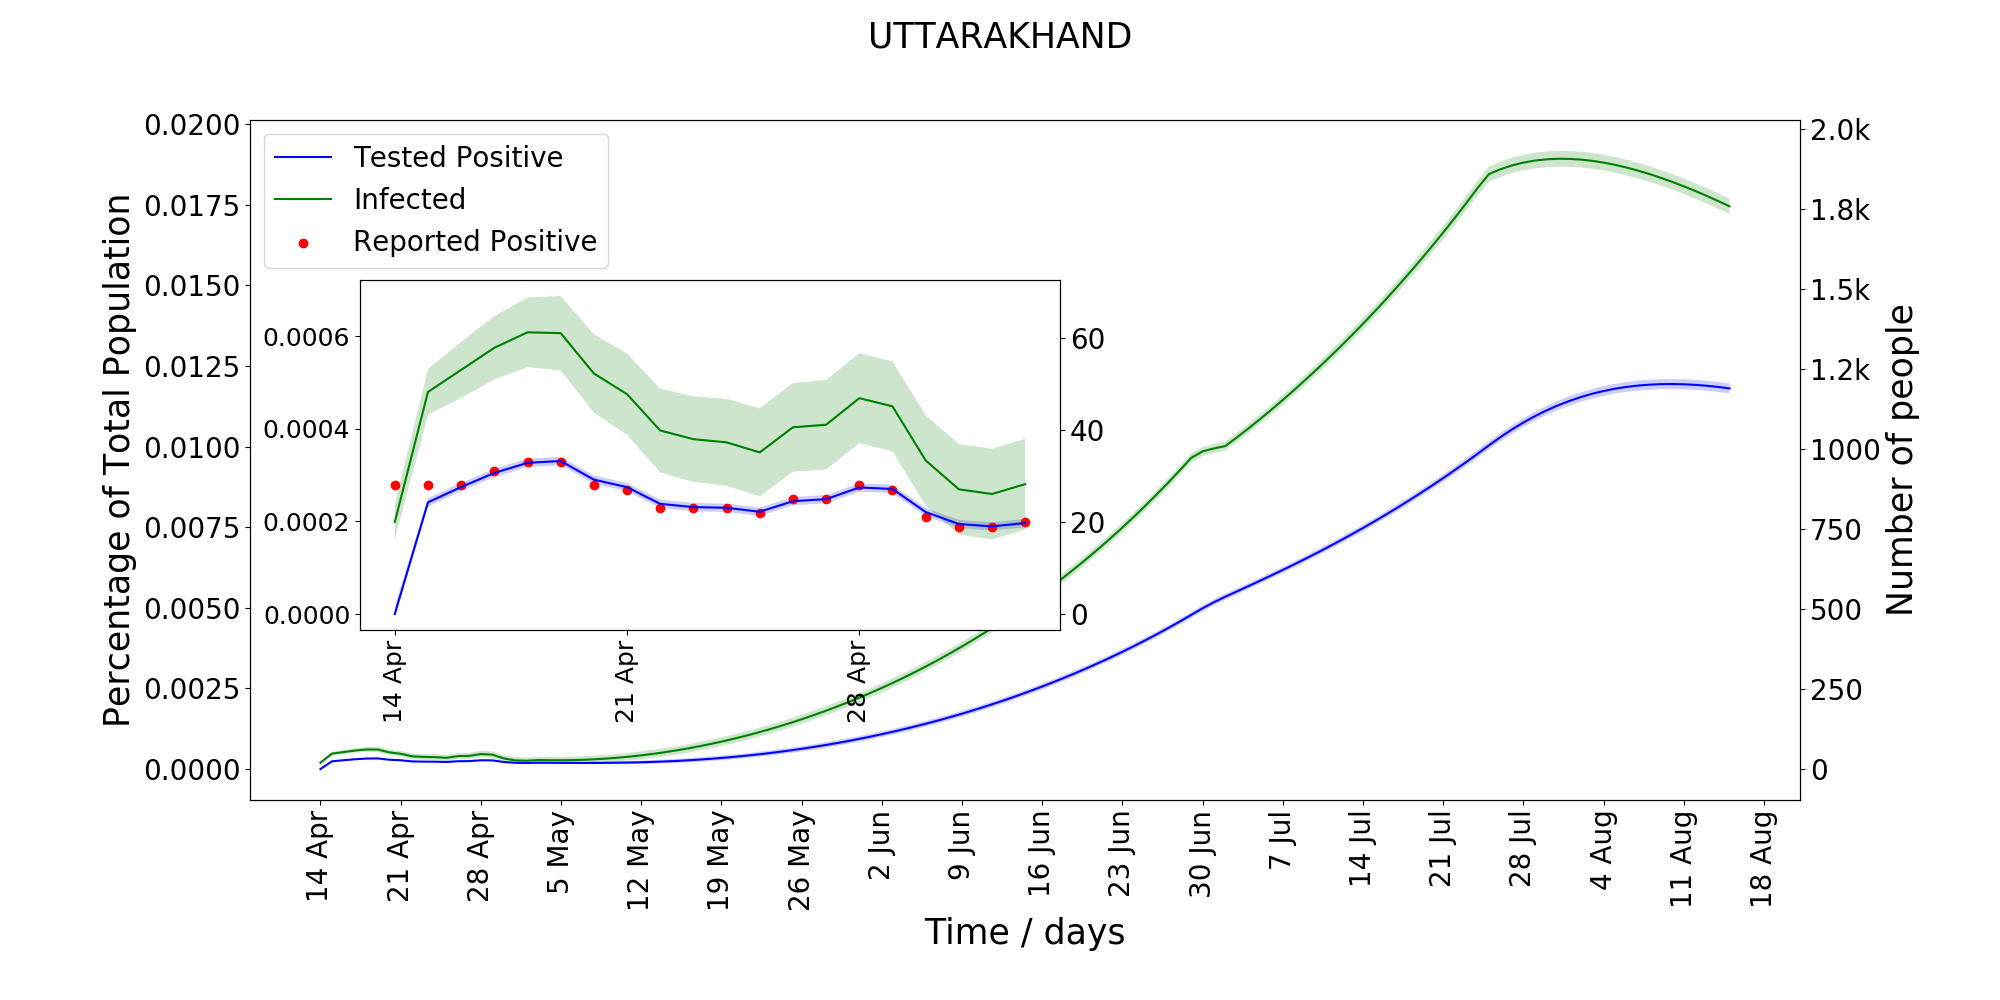 UTTARAKHAND
Tested Positive
Infected
Reported Positive
Percentage of Total Population
0.0200
0.0175
0.0150
0.0125
0.0100
0.0075
0.0050
0.0025
0.0000
2.0k
1.8k
1.5k
1.2k
1000
750
500
250
0
Number of people
0.0006
0.0004
0.0002
0.0000
60
40
20
0
14 Apr
21 Apr
28 Apr
14 Apr
21 Apr
28 Apr
5 May
12 May
19 May
26 May
2 Jun
9 Jun
16 Jun
23 Jun
30 Jun
7 Jul
14 Jul
21 Jul
28 Jul
4 Aug
11 Aug
18 Aug
Time / days